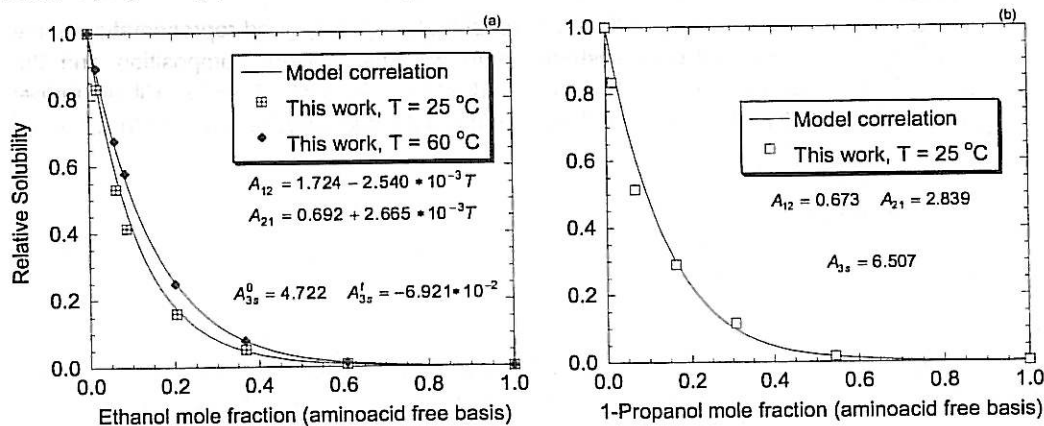 (a)
Relative Solubility
1.0
0.8
0.6
0.4
0.2
0.0
Model correlation
This work, T = 25 °C
This work, T = 60 °C
A₁₂ = 1.724 − 2.540 * 10⁻³T
A₂₁ = 0.692 + 2.665 * 10⁻³T
A⁰₃ₛ = 4.722 Aᵗ₃ₛ = −6.921* 10⁻²
0.0 0.2 0.4 0.6 0.8 1.0
Ethanol mole fraction (aminoacid free basis)
(b)
1.0
0.8
0.6
0.4
0.2
0.0
Model correlation
This work, T = 25 °C
A₁₂ = 0.673 A₂₁ = 2.839
A₃ₛ = 6.507
0.0 0.2 0.4 0.6 0.8 1.0
1-Propanol mole fraction (aminoacid free basis)